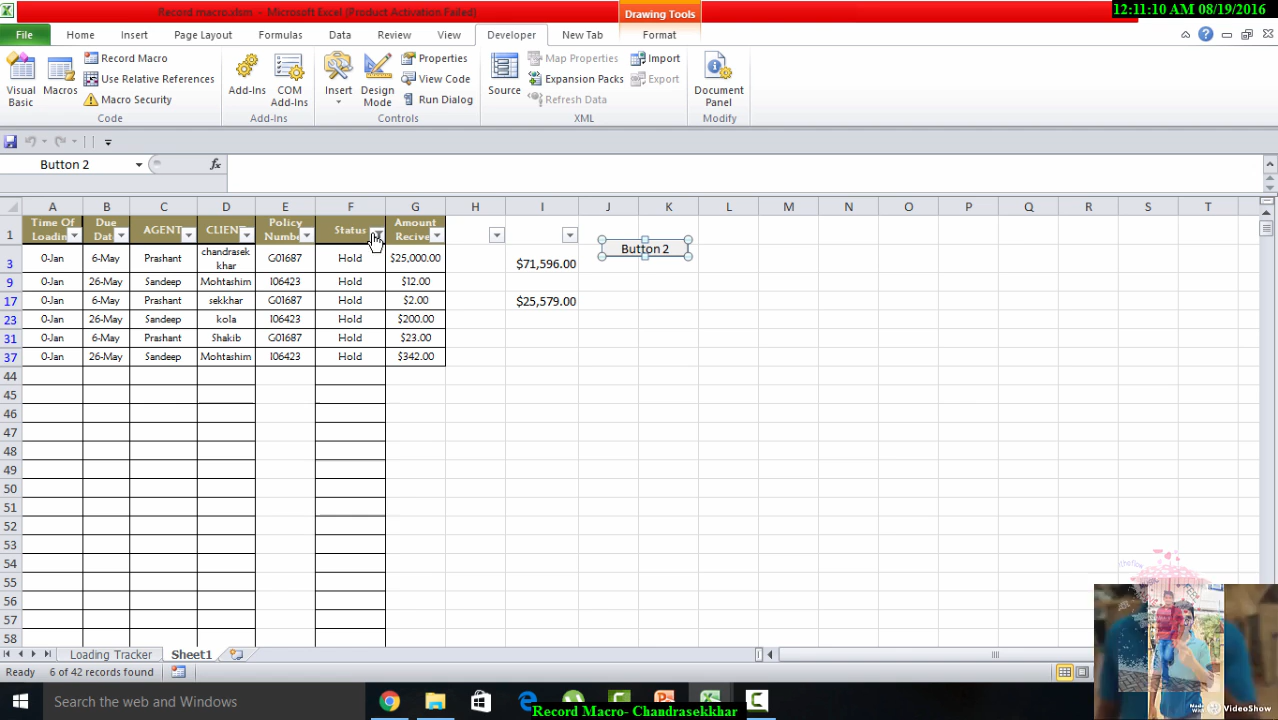 Record macro.xlsm - Microsoft Excel (Product Activation Failed)
Drawing Tools
12:11:10 AM 08/19/2016
File Home Insert Page Layout Formulas Data Review View Developer New Tab Format
Visual Basic
Macros
Record Macro
Use Relative References
Macro Security
Code
Add-Ins
COM Add-Ins
Add-Ins
Insert
Design Mode
Properties
View Code
Run Dialog
Controls
Source
Map Properties
Expansion Packs
Refresh Data
Import
Export
XML
Document Panel
Modify
Button 2
fx
A B C D E F G H I J K L M N O P Q R S T
1 Time Of Loadin Due Dat AGENT CLIEN Policy Numbe Status Amount Recive
Button 2
3 0-Jan 6-May Prashant chandrasek khar G01687 Hold $25,000.00 $71,596.00
9 0-Jan 26-May Sandeep Mohtashim I06423 Hold $12.00
17 0-Jan 6-May Prashant sekkhar G01687 Hold $2.00 $25,579.00
23 0-Jan 26-May Sandeep kola I06423 Hold $200.00
31 0-Jan 6-May Prashant Shakib G01687 Hold $23.00
37 0-Jan 26-May Sandeep Mohtashim I06423 Hold $342.00
44
45
46
47
48
49
50
51
52
53
54
55
56
57
58
Loading Tracker Sheet1
Ready 6 of 42 records found
Search the web and Windows
Record Macro- Chandrasekkhar
VideoShow